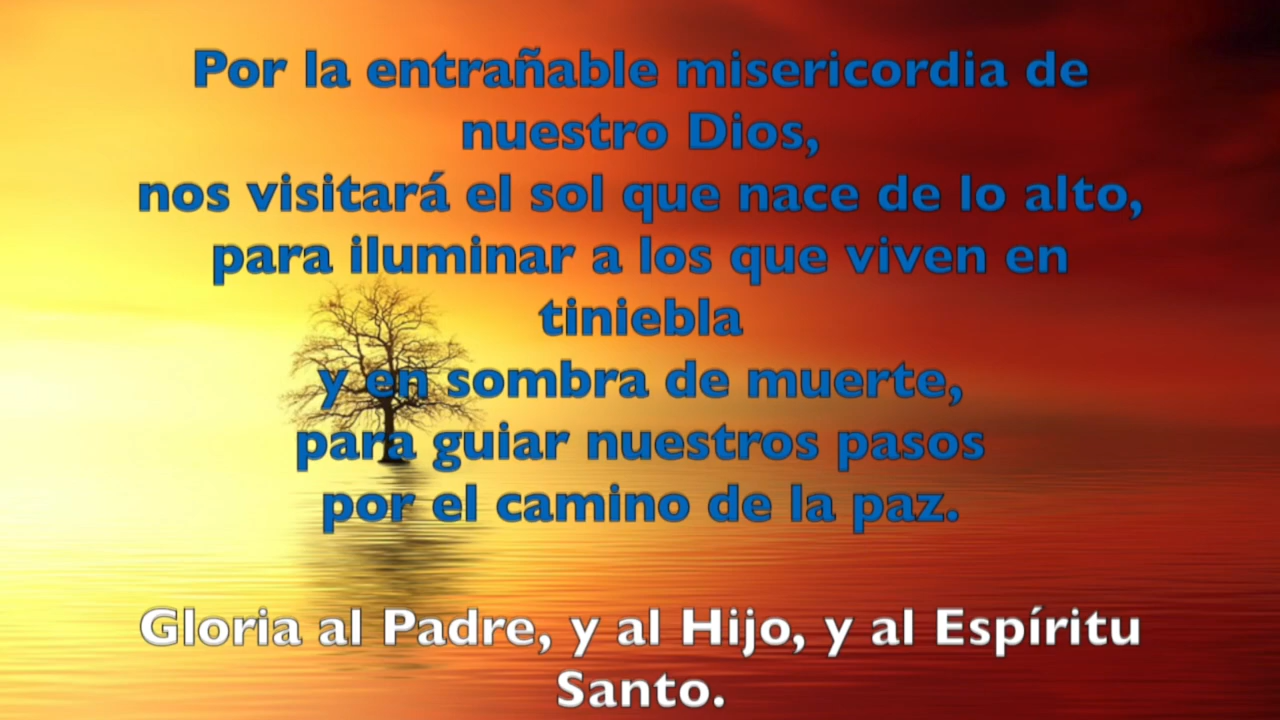 Por la entrañable misericordia de
nuestro Dios,
nos visitará el sol que nace de lo alto,
para iluminar a los que viven en
tiniebla
y en sombra de muerte,
para guiar nuestros pasos
por el camino de la paz.
Gloria al Padre, y al Hijo, y al Espíritu
Santo.